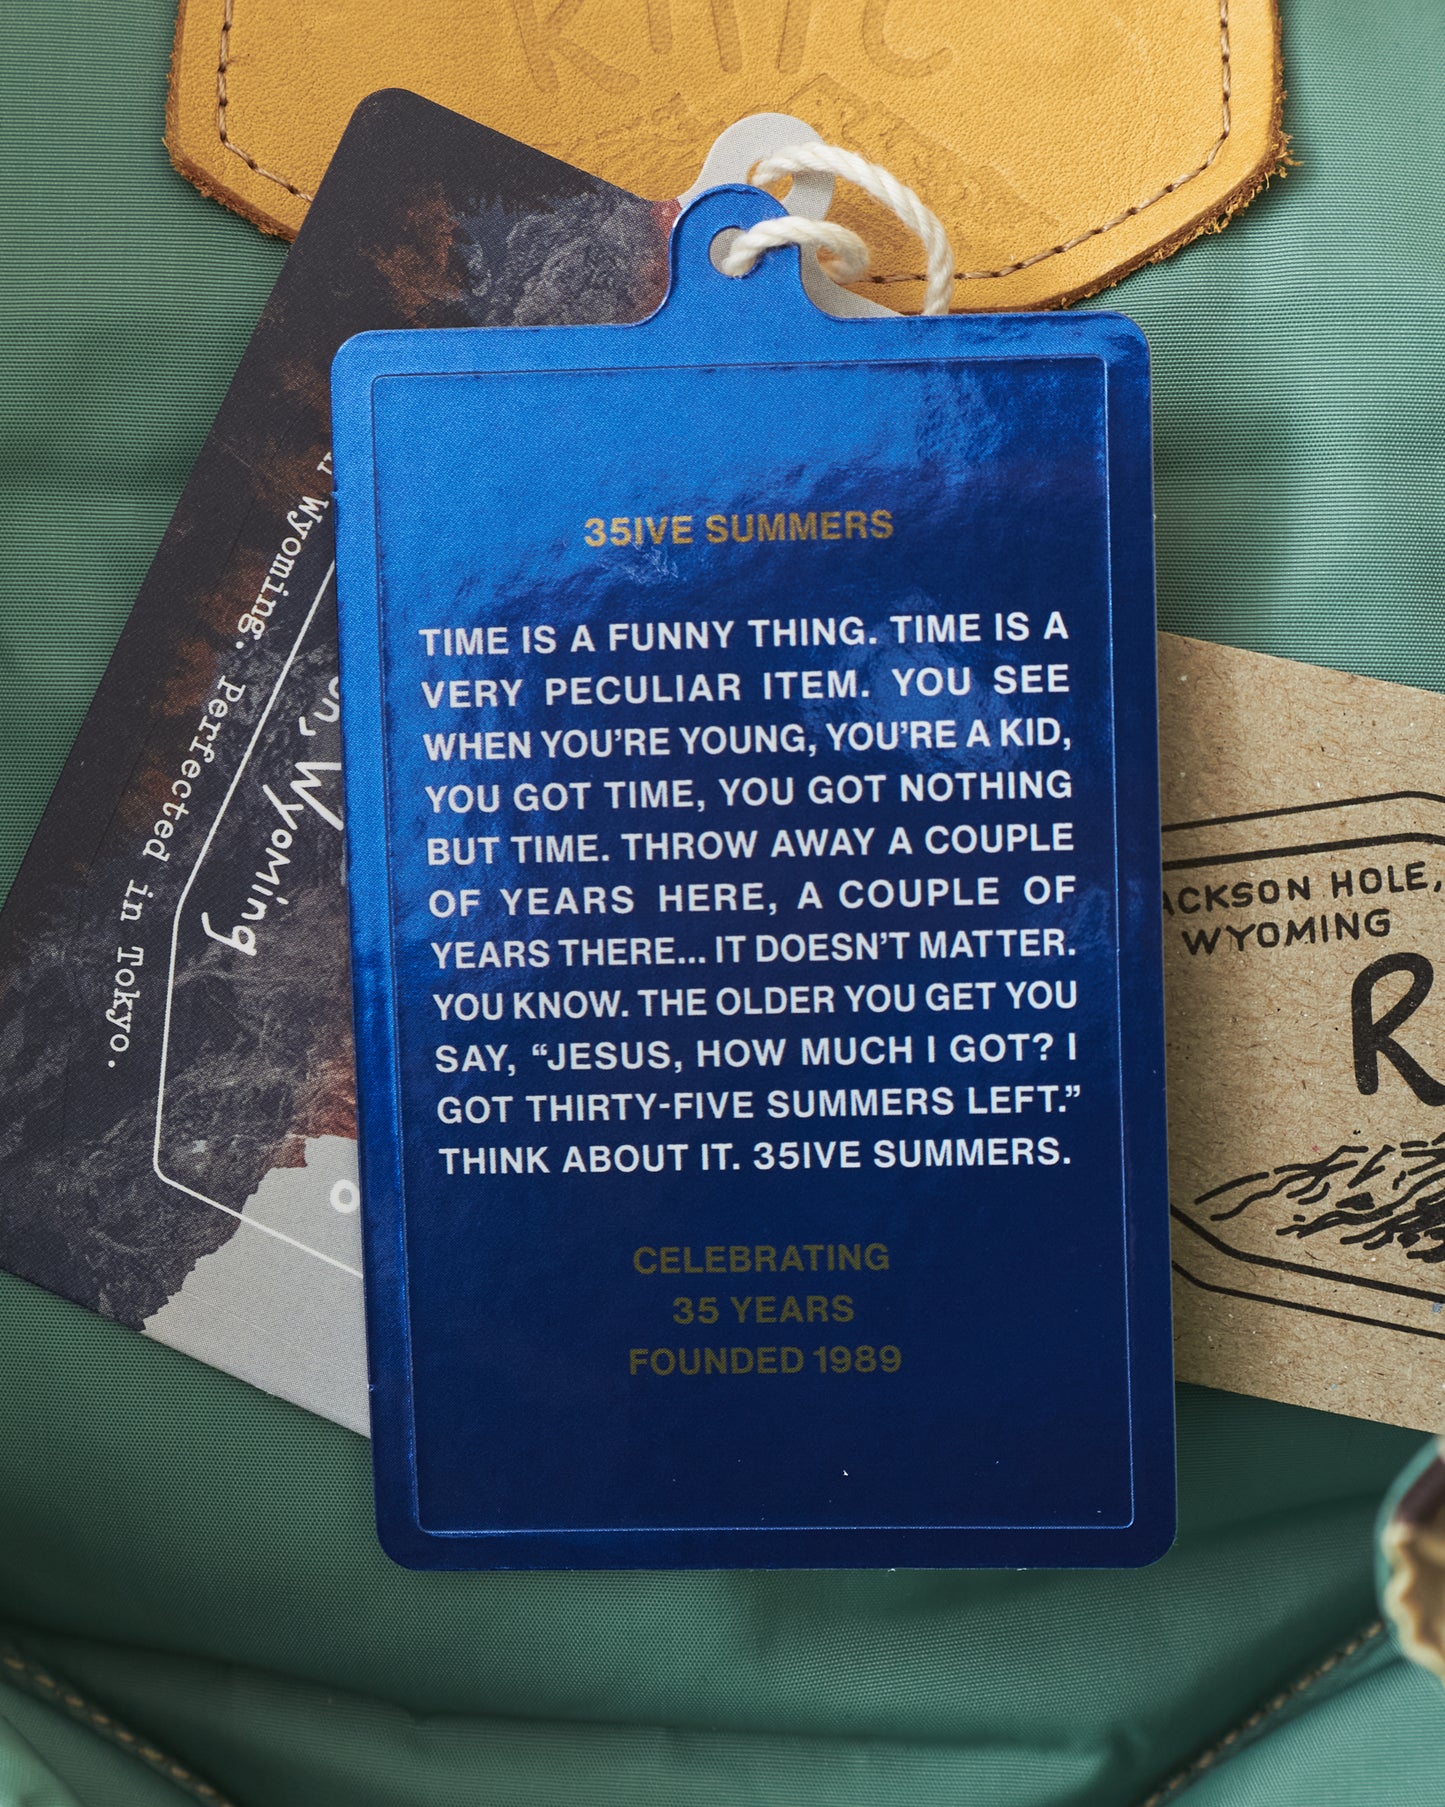 35IVE SUMMERS
TIME IS A FUNNY THING. TIME IS A
VERY PECULIAR ITEM. YOU SEE
WHEN YOU'RE YOUNG, YOU'RE A KID,
YOU GOT TIME, YOU GOT NOTHING
BUT TIME. THROW AWAY A COUPLE
OF YEARS HERE, A COUPLE OF
YEARS THERE... IT DOESN'T MATTER.
YOU KNOW. THE OLDER YOU GET YOU
SAY, “JESUS, HOW MUCH I GOT? I
GOT THIRTY-FIVE SUMMERS LEFT.”
THINK ABOUT IT. 35IVE SUMMERS.
CELEBRATING
35 YEARS
FOUNDED 1989
Wyoming. Perfected in Tokyo.
Wyoming
ACKSON HOLE,
WYOMING
R